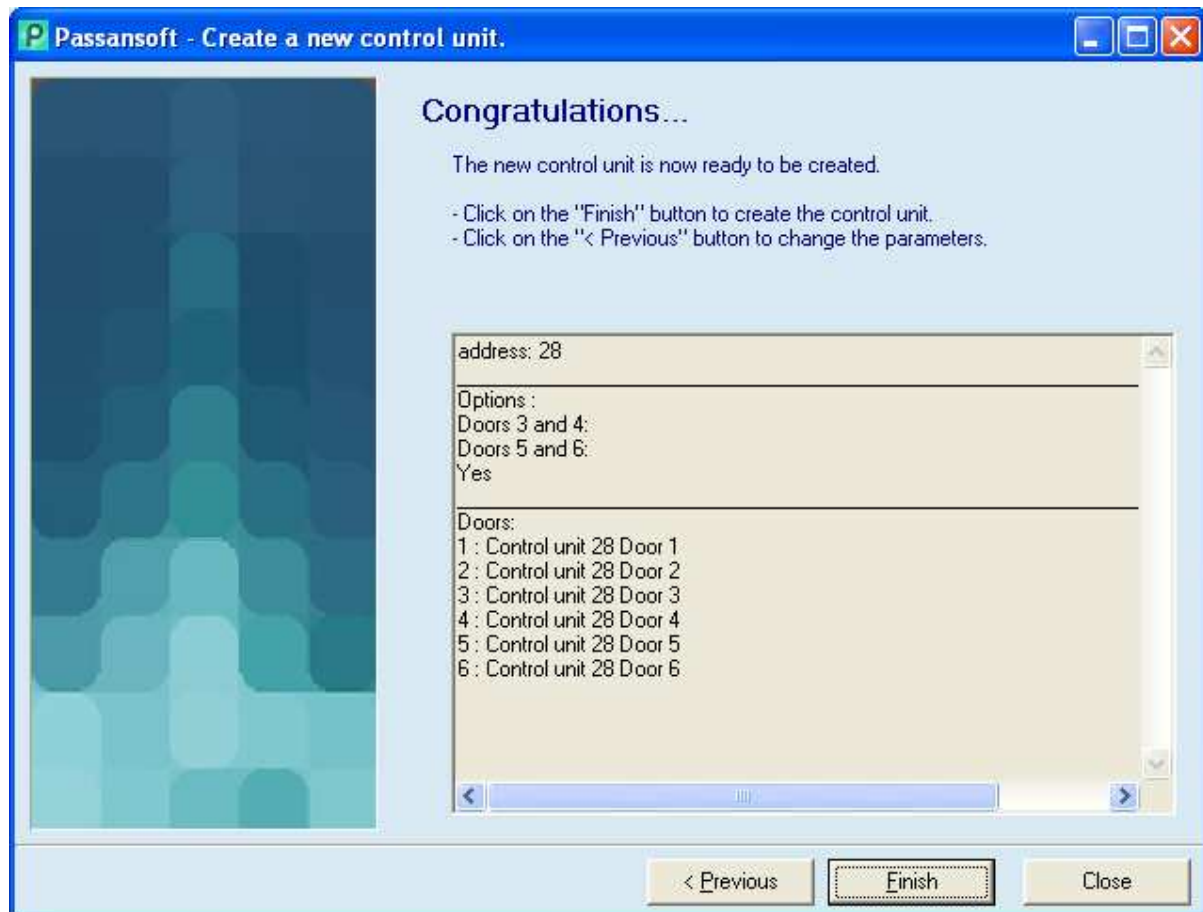 P Passansoft - Create a new control unit.
Congratulations...
The new control unit is now ready to be created.
- Click on the "Finish" button to create the control unit.
- Click on the "< Previous" button to change the parameters.
address: 28
Options :
Doors 3 and 4:
Doors 5 and 6:
Yes
Doors:
1 : Control unit 28 Door 1
2 : Control unit 28 Door 2
3 : Control unit 28 Door 3
4 : Control unit 28 Door 4
5 : Control unit 28 Door 5
6 : Control unit 28 Door 6
< Previous Finish Close